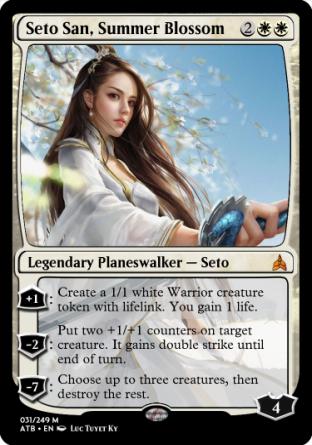 Seto San, Summer Blossom 2
Legendary Planeswalker — Seto
+1: Create a 1/1 white Warrior creature
token with lifelink. You gain 1 life.
-2: Put two +1/+1 counters on target
creature. It gains double strike until
end of turn.
-7: Choose up to three creatures, then
destroy the rest.
4
031/249 M
ATB • EN Luc Tuyet Ky